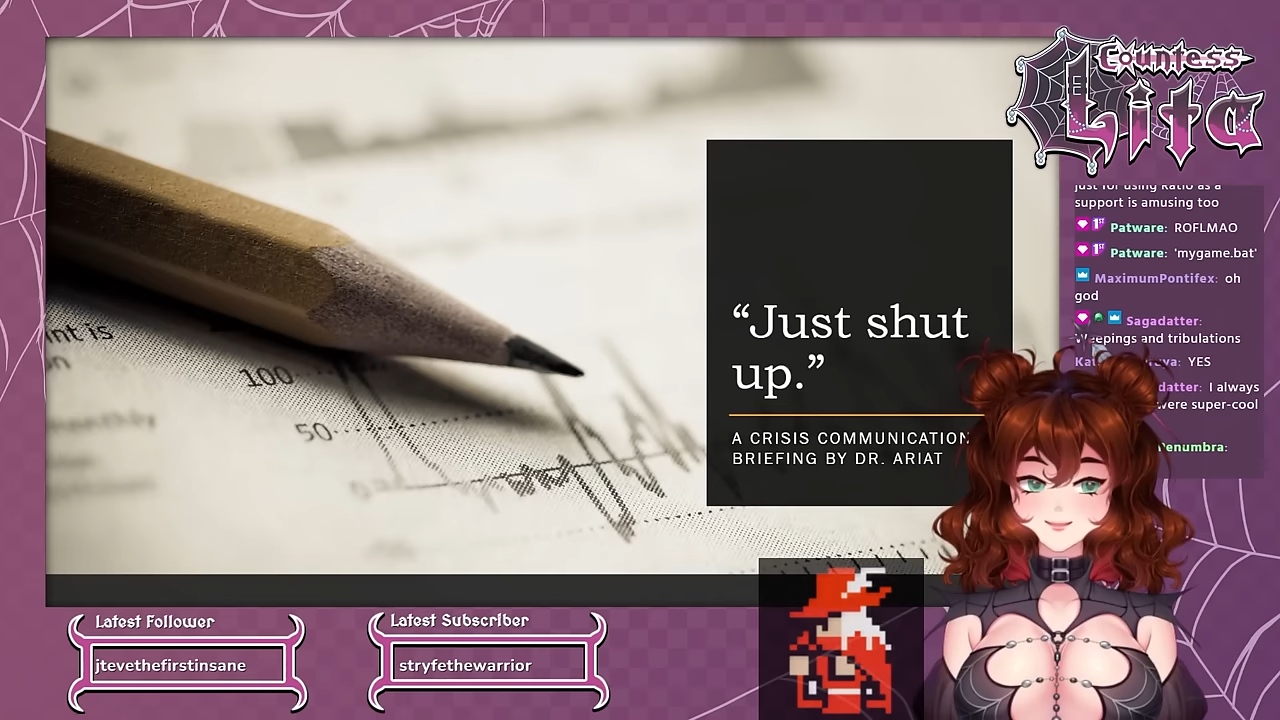 Countess
Lita
just for using Ratio as a
support is amusing too
Patware: ROFLMAO
Patware: 'mygame.bat'
MaximumPontifex: oh
god
Sagadatter:
Weepings and tribulations
YES
datter: I always
were super-cool
Penumbra:
"Just shut
up."
A CRISIS COMMUNICATION
BRIEFING BY DR. ARIAT
nt is
100
50
Latest Follower
jtevethefirstinsane
Latest Subscriber
stryfethewarrior